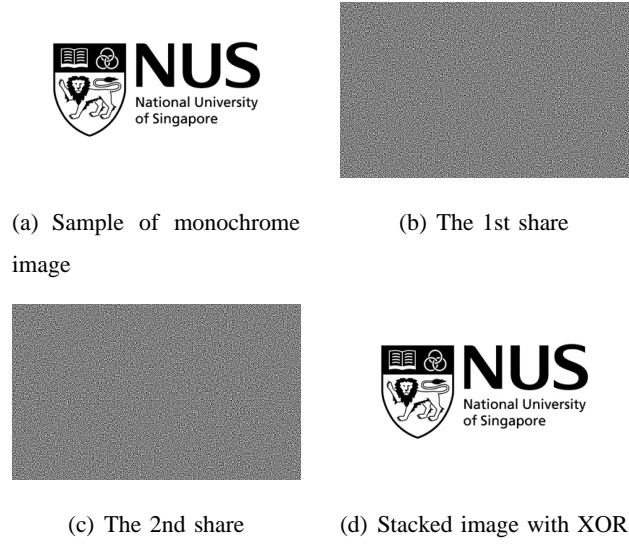 NUS
National University
of Singapore
(a) Sample of monochrome
image
(b) The 1st share
(c) The 2nd share
NUS
National University
of Singapore
(d) Stacked image with XOR